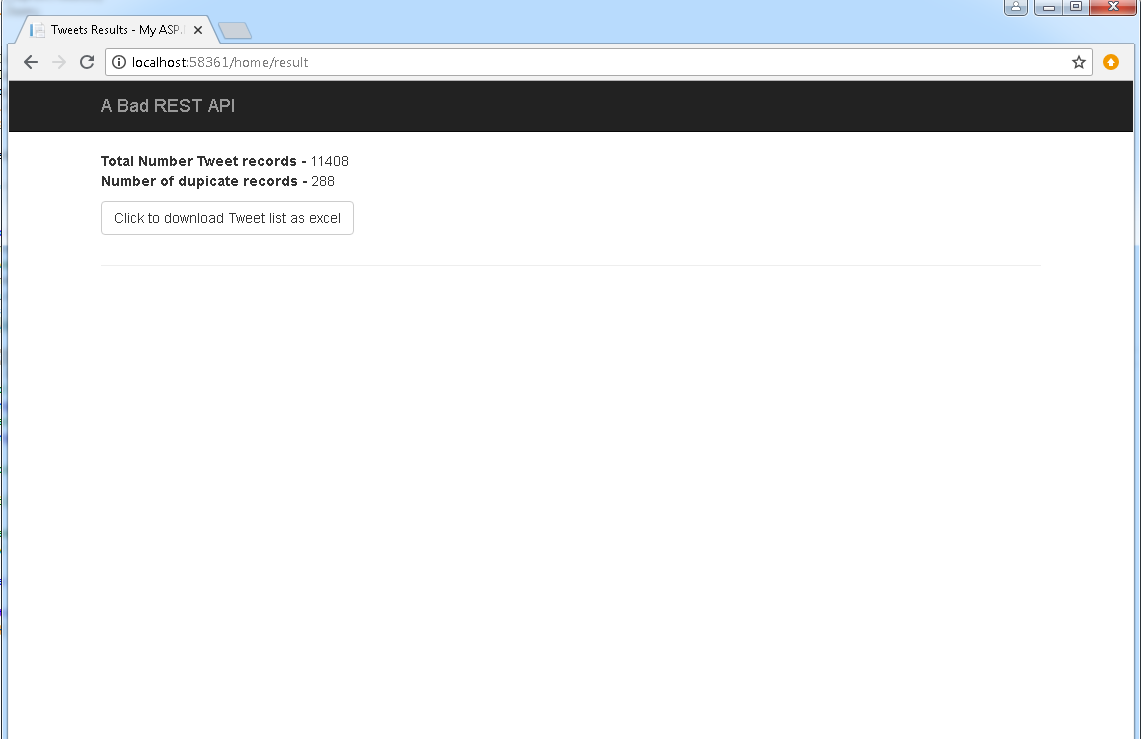 Tweets Results - My ASP.
localhost:58361/home/result
A Bad REST API
Total Number Tweet records - 11408
Number of dupicate records - 288
Click to download Tweet list as excel